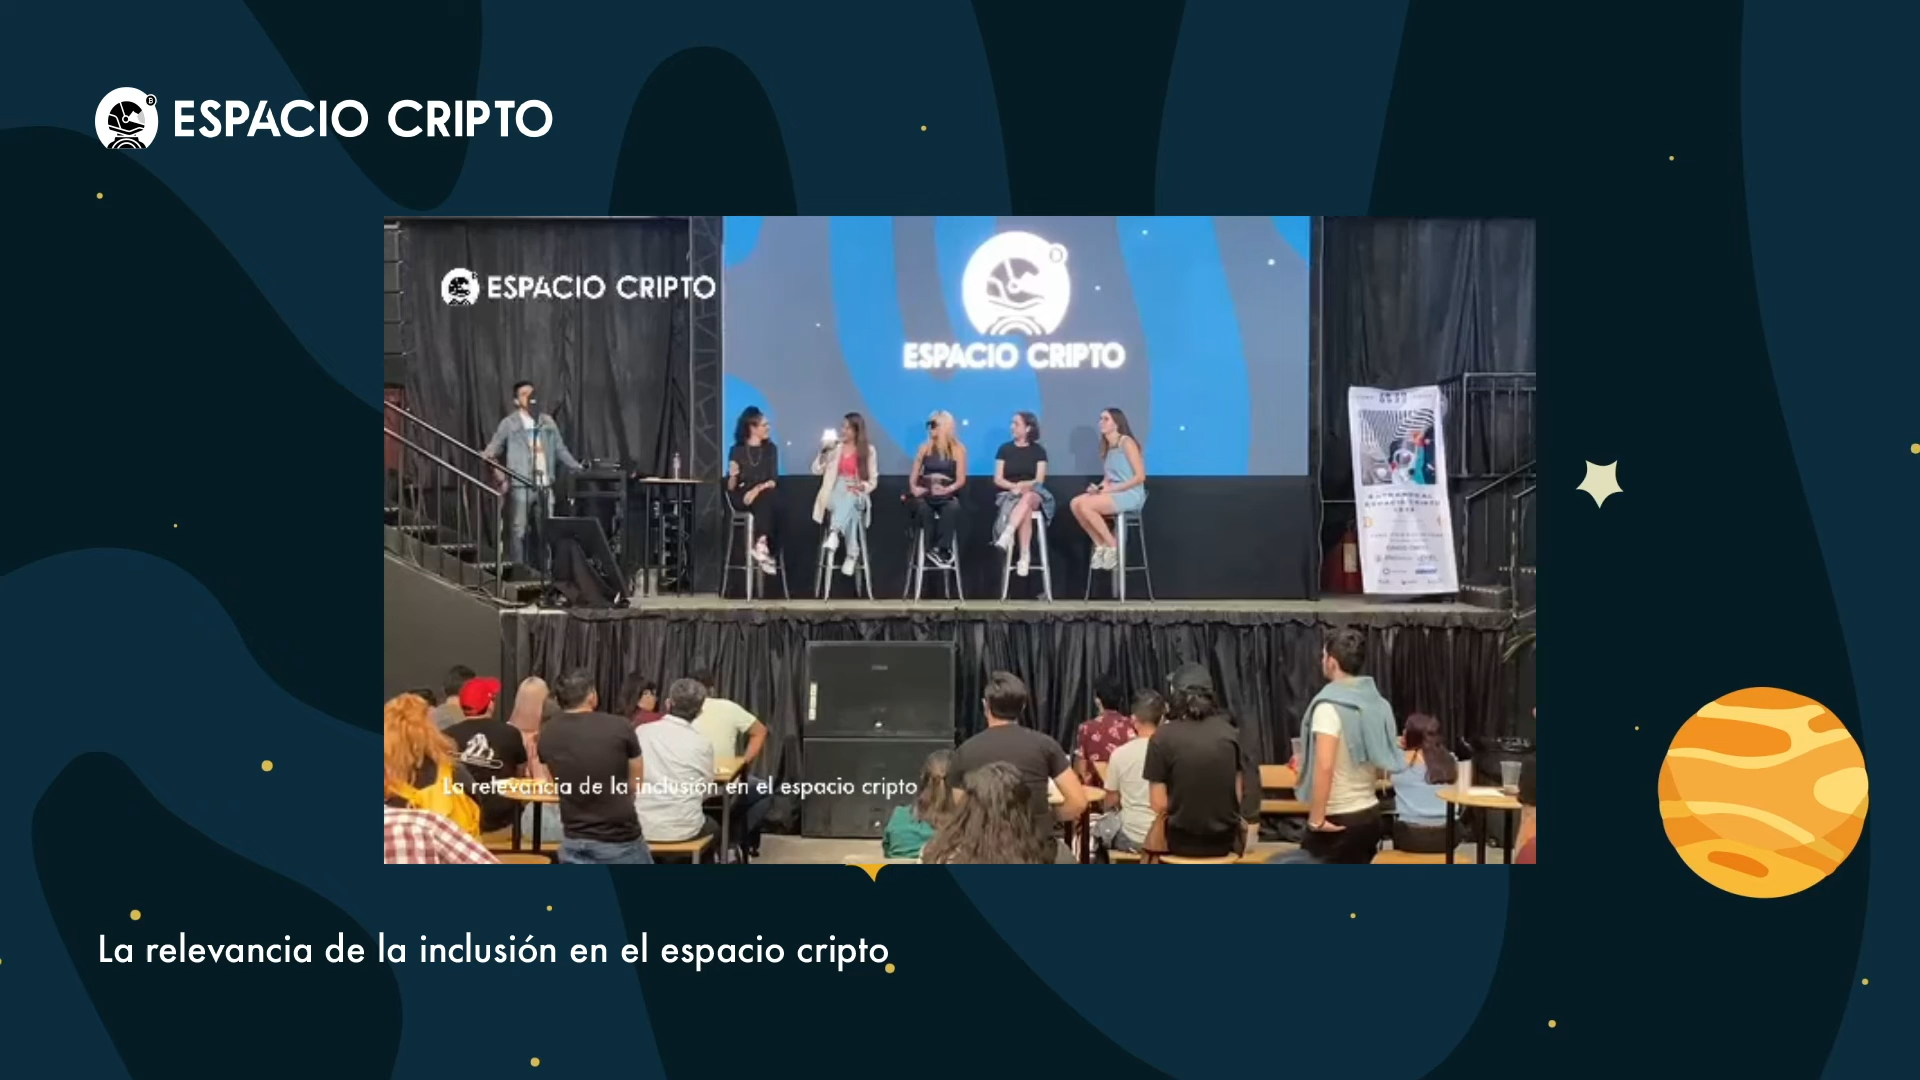 ESPACIO CRIPTO
ESPACIO CRIPTO
ESPACIO CRIPTO
La relevancia de la inclusión en el espacio cripto
La relevancia de la inclusión en el espacio cripto